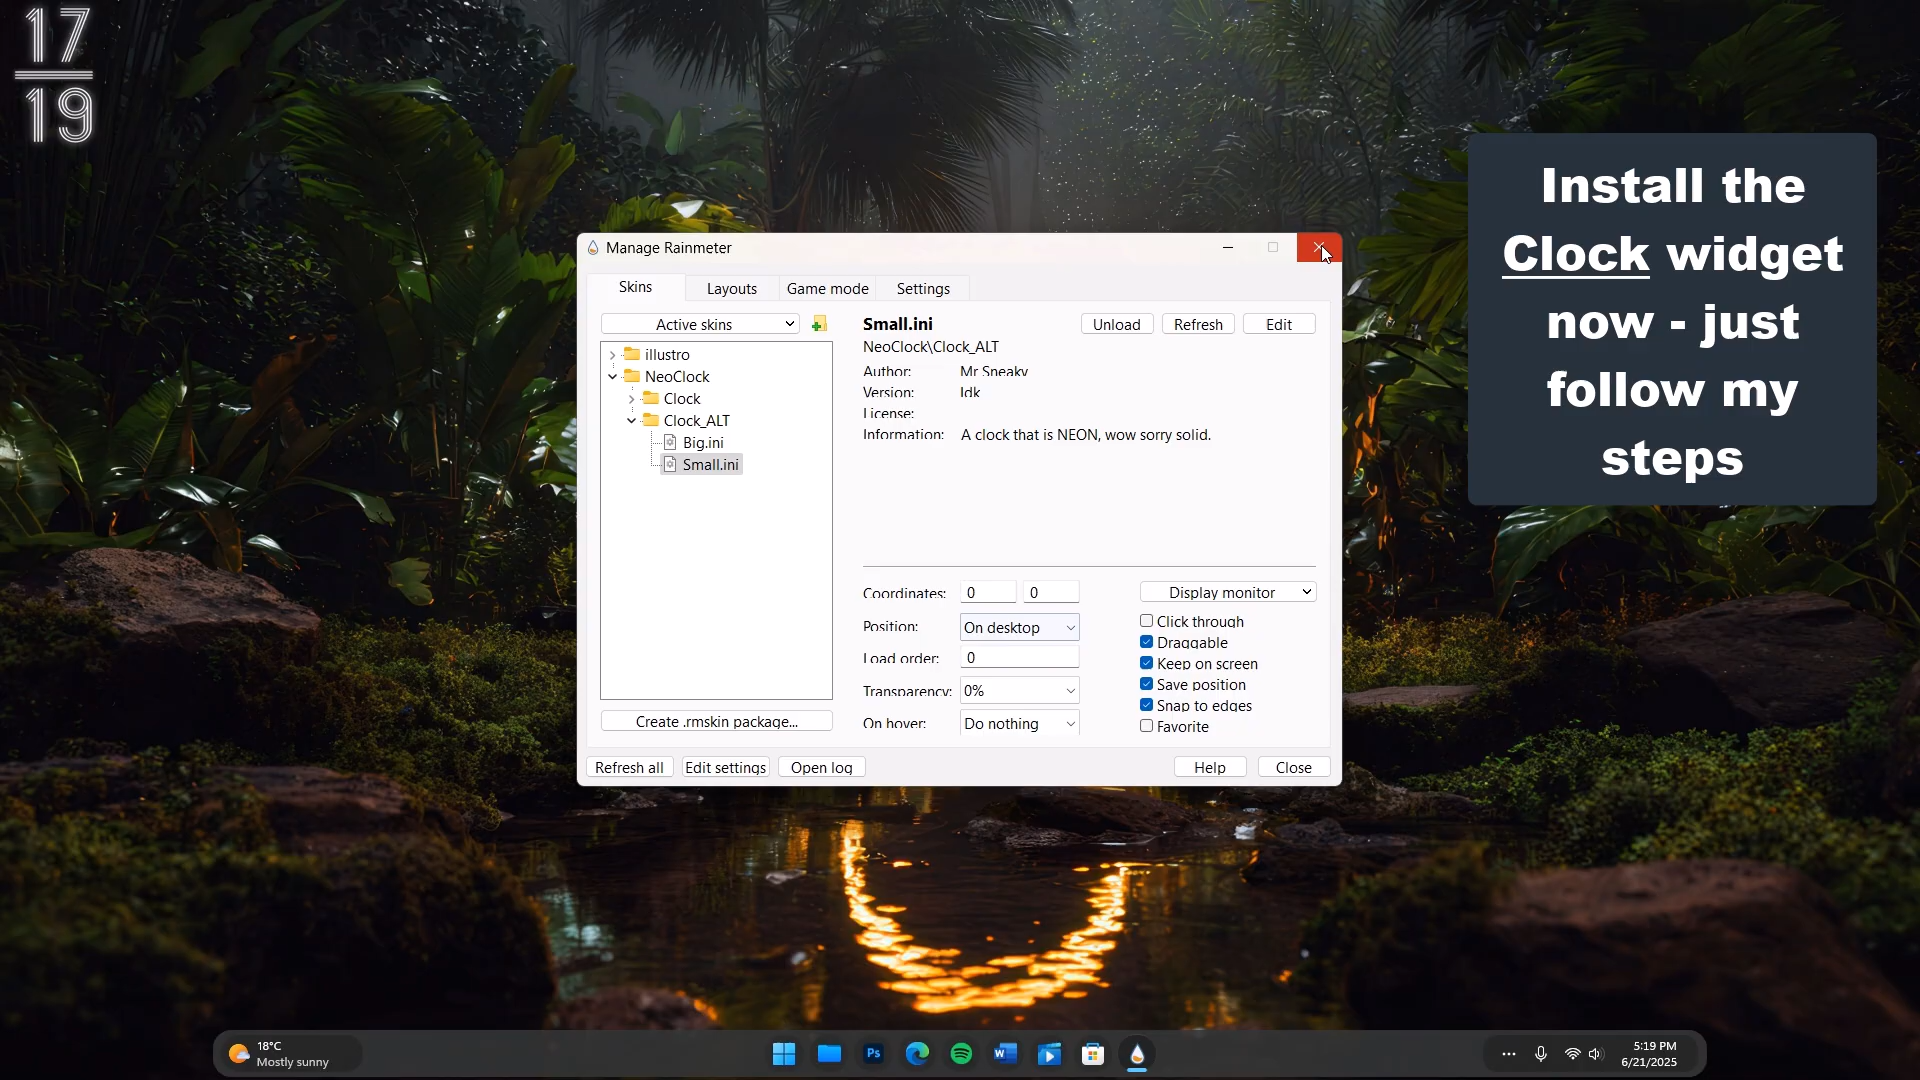 17
19
Install the
Clock widget
now - just
follow my
steps
Manage Rainmeter
Skins
Layouts
Game mode
Settings
Active skins
illustro
NeoClock
Clock
Clock_ALT
Big.ini
Small.ini
Create .rmskin package...
Small.ini
Unload
Refresh
Edit
NeoClock\Clock_ALT
Author: Mr Sneaky
Version: Idk
License:
Information: A clock that is NEON, wow sorry solid.
Coordinates: 0 0
Position: On desktop
Load order: 0
Transparency: 0%
On hover: Do nothing
Display monitor
Click through
Draggable
Keep on screen
Save position
Snap to edges
Favorite
Refresh all
Edit settings
Open log
Help
Close
18°C
Mostly sunny
Ps
W
5:19 PM
6/21/2025